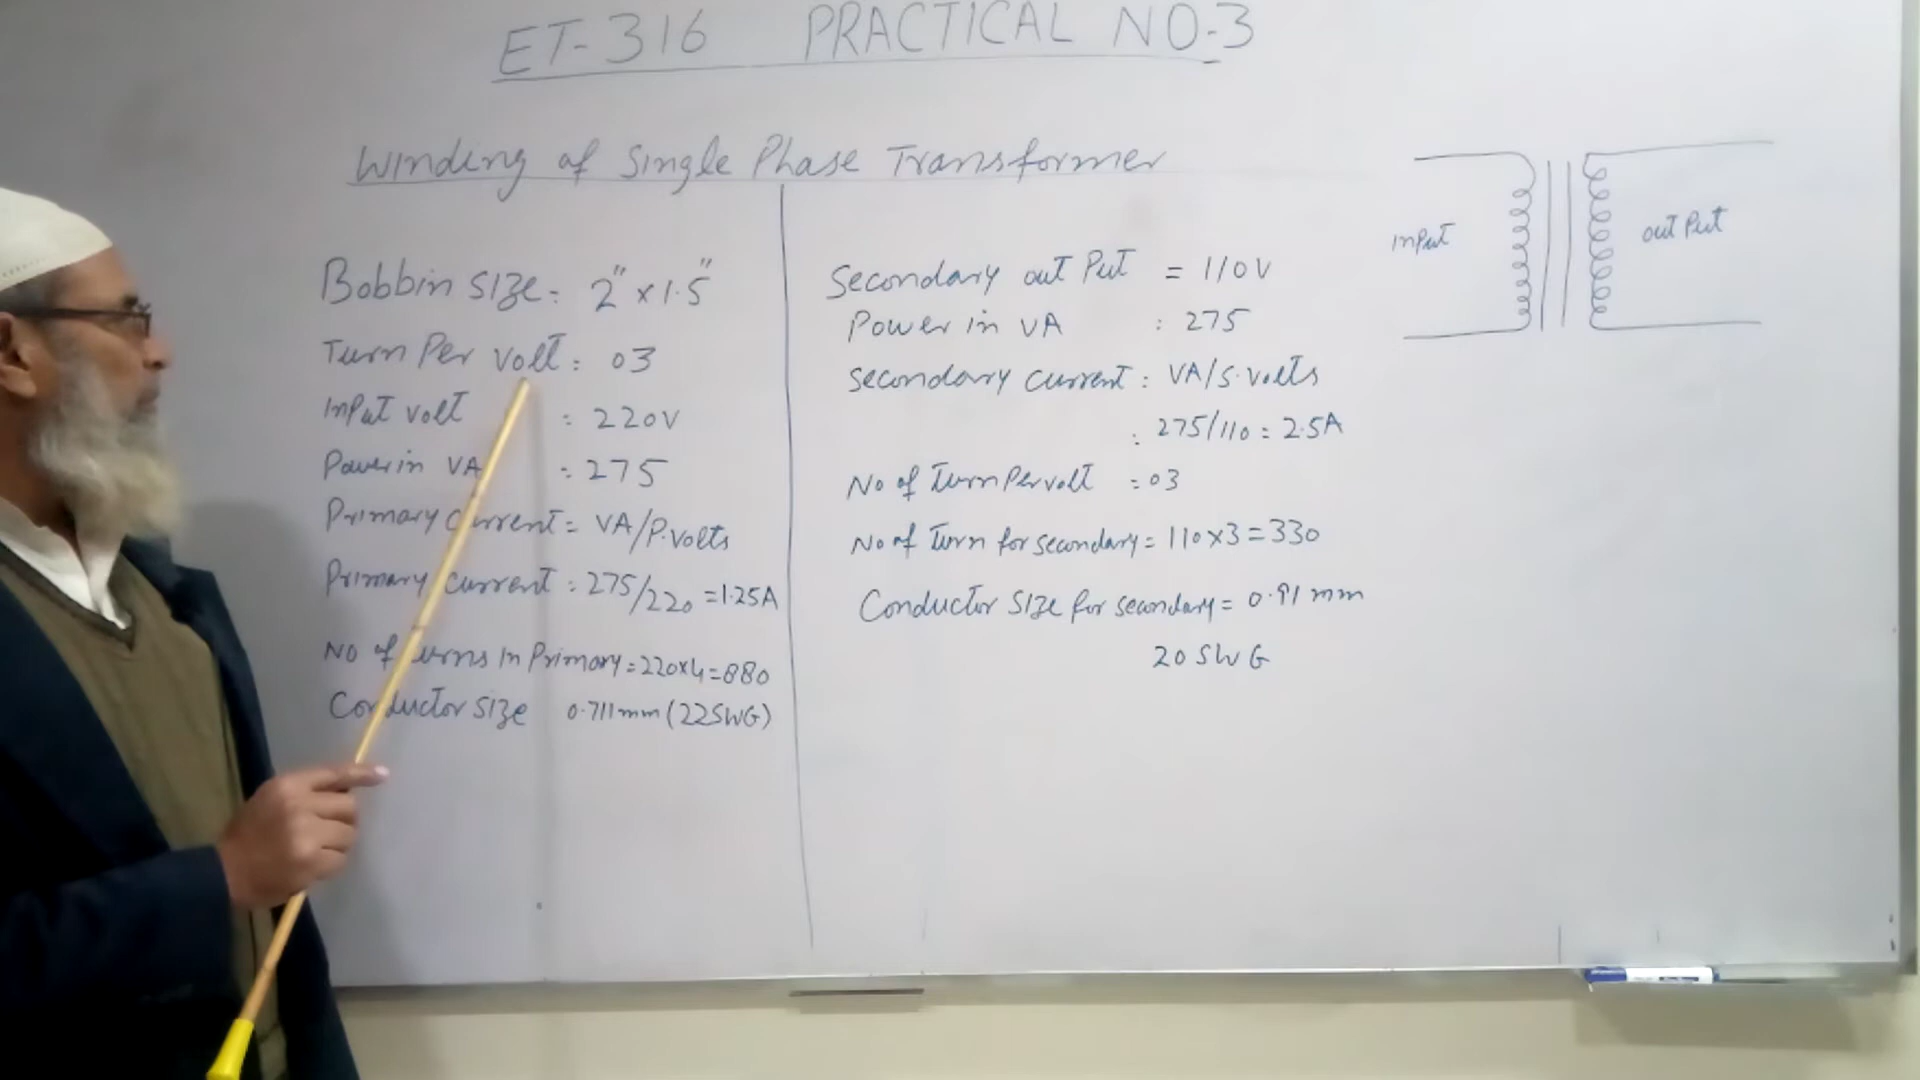 ET-316 PRACTICAL NO-3
Winding of Single Phase Transformer
Bobbin Size = 2" x 1.5"
Turn Per Volt = 03
Input volt = 220V
Power in VA = 275
Primary Current = VA/P.Volts
Primary Current = 275/220 = 1.25A
No of turns in Primary = 220x4=880
Conductor Size 0.711mm (22SWG)
Secondary out Put = 110V
Power in VA : 275
Secondary Current : VA/S.Volts
: 275/110 = 2.5A
No of Turn Per volt = 03
No of Turn for secondary = 110x3=330
Conductor Size for secondary = 0.91 mm
20 SWG
input
out Put